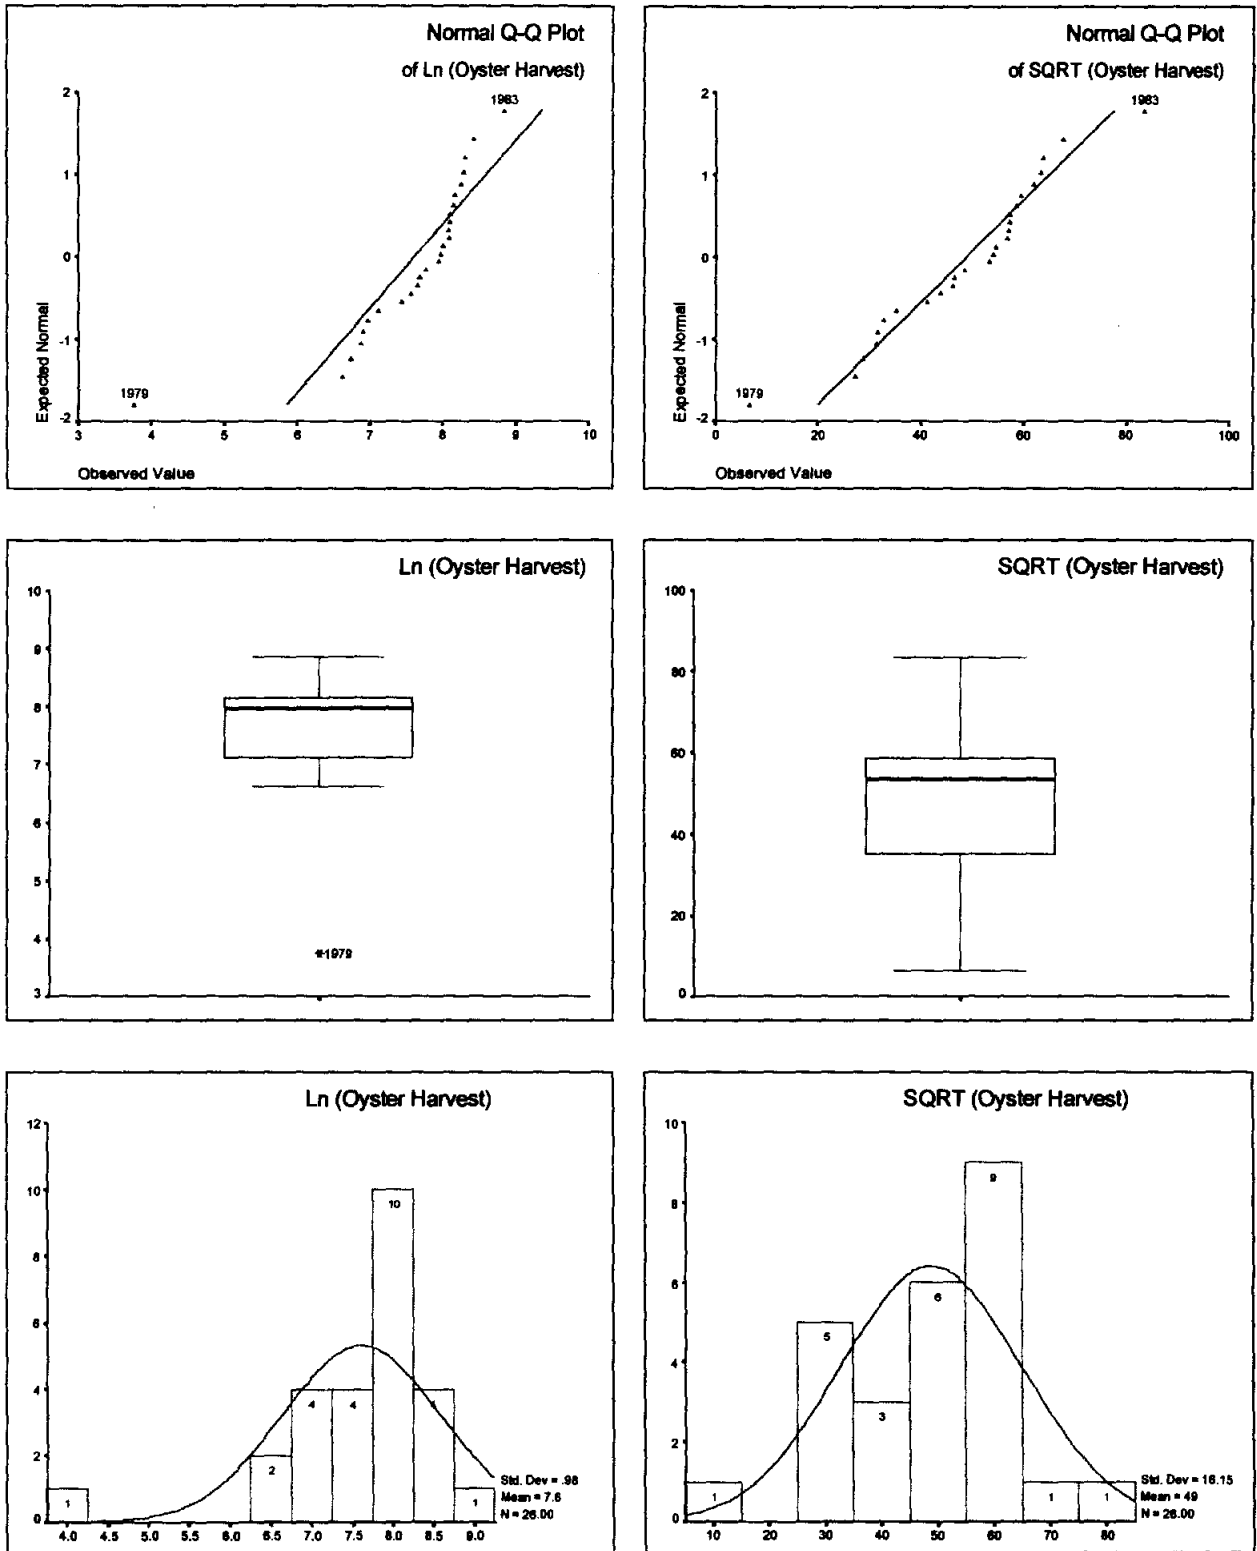 Normal Q-Q Plot
of Ln (Oyster Harvest)
2
1
0
-1
-2
Expected Normal
1983
1979
3 4 5 6 7 8 9 10
Observed Value
Normal Q-Q Plot
of SQRT (Oyster Harvest)
2
1
0
-1
-2
Expected Normal
1983
1979
0 20 40 60 80 100
Observed Value
Ln (Oyster Harvest)
10
9
8
7
6
5
4
3
*1979
SQRT (Oyster Harvest)
100
80
60
40
20
0
Ln (Oyster Harvest)
12
10
8
6
4
2
0
1
2
4
4
10
4
1
4.0 4.5 5.0 5.5 6.0 6.5 7.0 7.5 8.0 8.5 9.0
Std. Dev = .98
Mean = 7.6
N = 26.00
SQRT (Oyster Harvest)
10
8
6
4
2
0
1
5
3
6
9
1
1
10 20 30 40 50 60 70 80
Std. Dev = 16.15
Mean = 49
N = 26.00